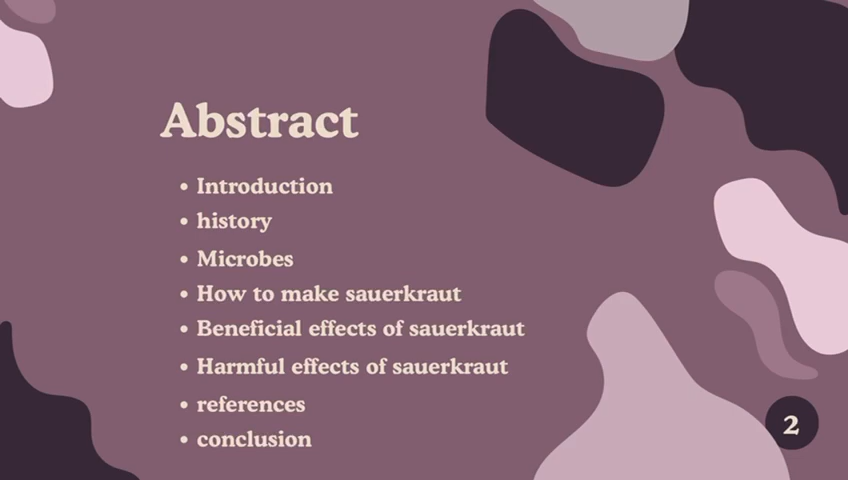 Abstract
• Introduction
• history
• Microbes
• How to make sauerkraut
• Beneficial effects of sauerkraut
• Harmful effects of sauerkraut
• references
• conclusion
2